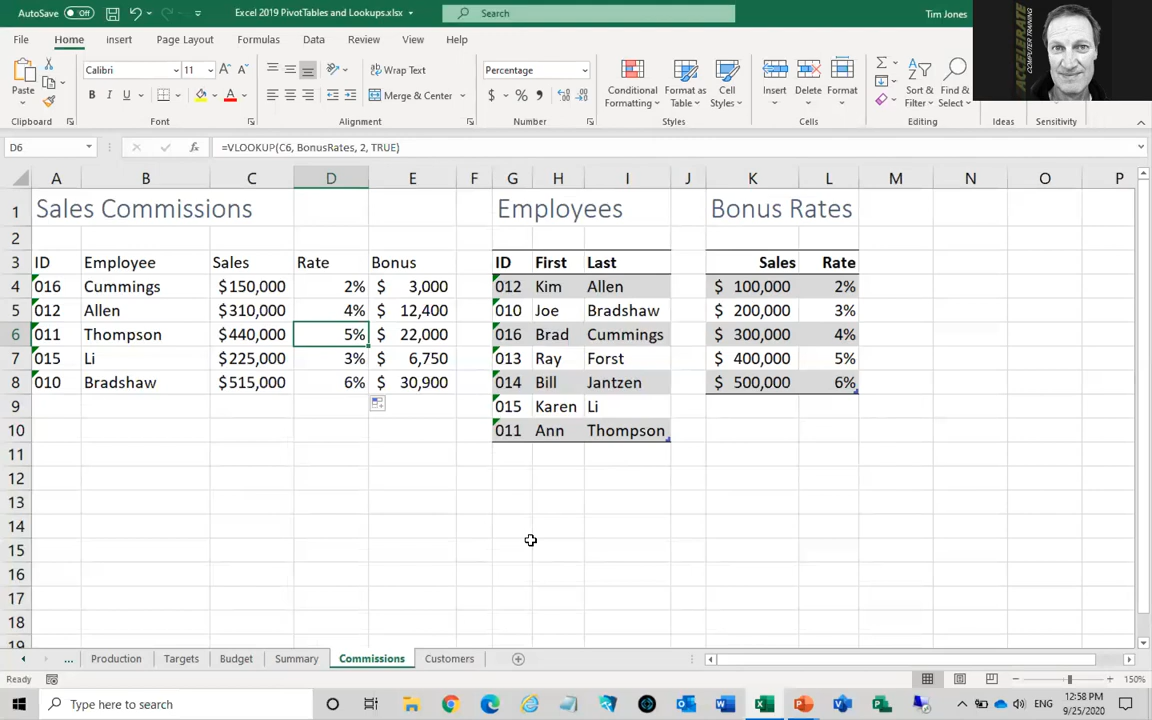 AutoSave Off Excel 2019 PivotTables and Lookups.xlsx Search Tim Jones
ACCELERATE
COMPUTER TRAINING
File Home Insert Page Layout Formulas Data Review View Help
Paste Calibri 11 A A Wrap Text Percentage Conditional Formatting Format as Table Cell Styles Insert Delete Format Sort & Filter Find & Select
B I U A Merge & Center $ % ,
Clipboard Font Alignment Number Styles Cells Editing Ideas Sensitivity
D6 fx =VLOOKUP(C6, BonusRates, 2, TRUE)
A B C D E F G H I J K L M N O P
1 Sales Commissions Employees Bonus Rates
2
3 ID Employee Sales Rate Bonus ID First Last Sales Rate
4 016 Cummings $150,000 2% $ 3,000 012 Kim Allen $ 100,000 2%
5 012 Allen $310,000 4% $ 12,400 010 Joe Bradshaw $ 200,000 3%
6 011 Thompson $440,000 5% $ 22,000 016 Brad Cummings $ 300,000 4%
7 015 Li $225,000 3% $ 6,750 013 Ray Forst $ 400,000 5%
8 010 Bradshaw $515,000 6% $ 30,900 014 Bill Jantzen $ 500,000 6%
9 015 Karen Li
10 011 Ann Thompson
11
12
13
14
15
16
17
18
19
... Production Targets Budget Summary Commissions Customers
Ready 150%
Type here to search ENG 12:58 PM
9/25/2020